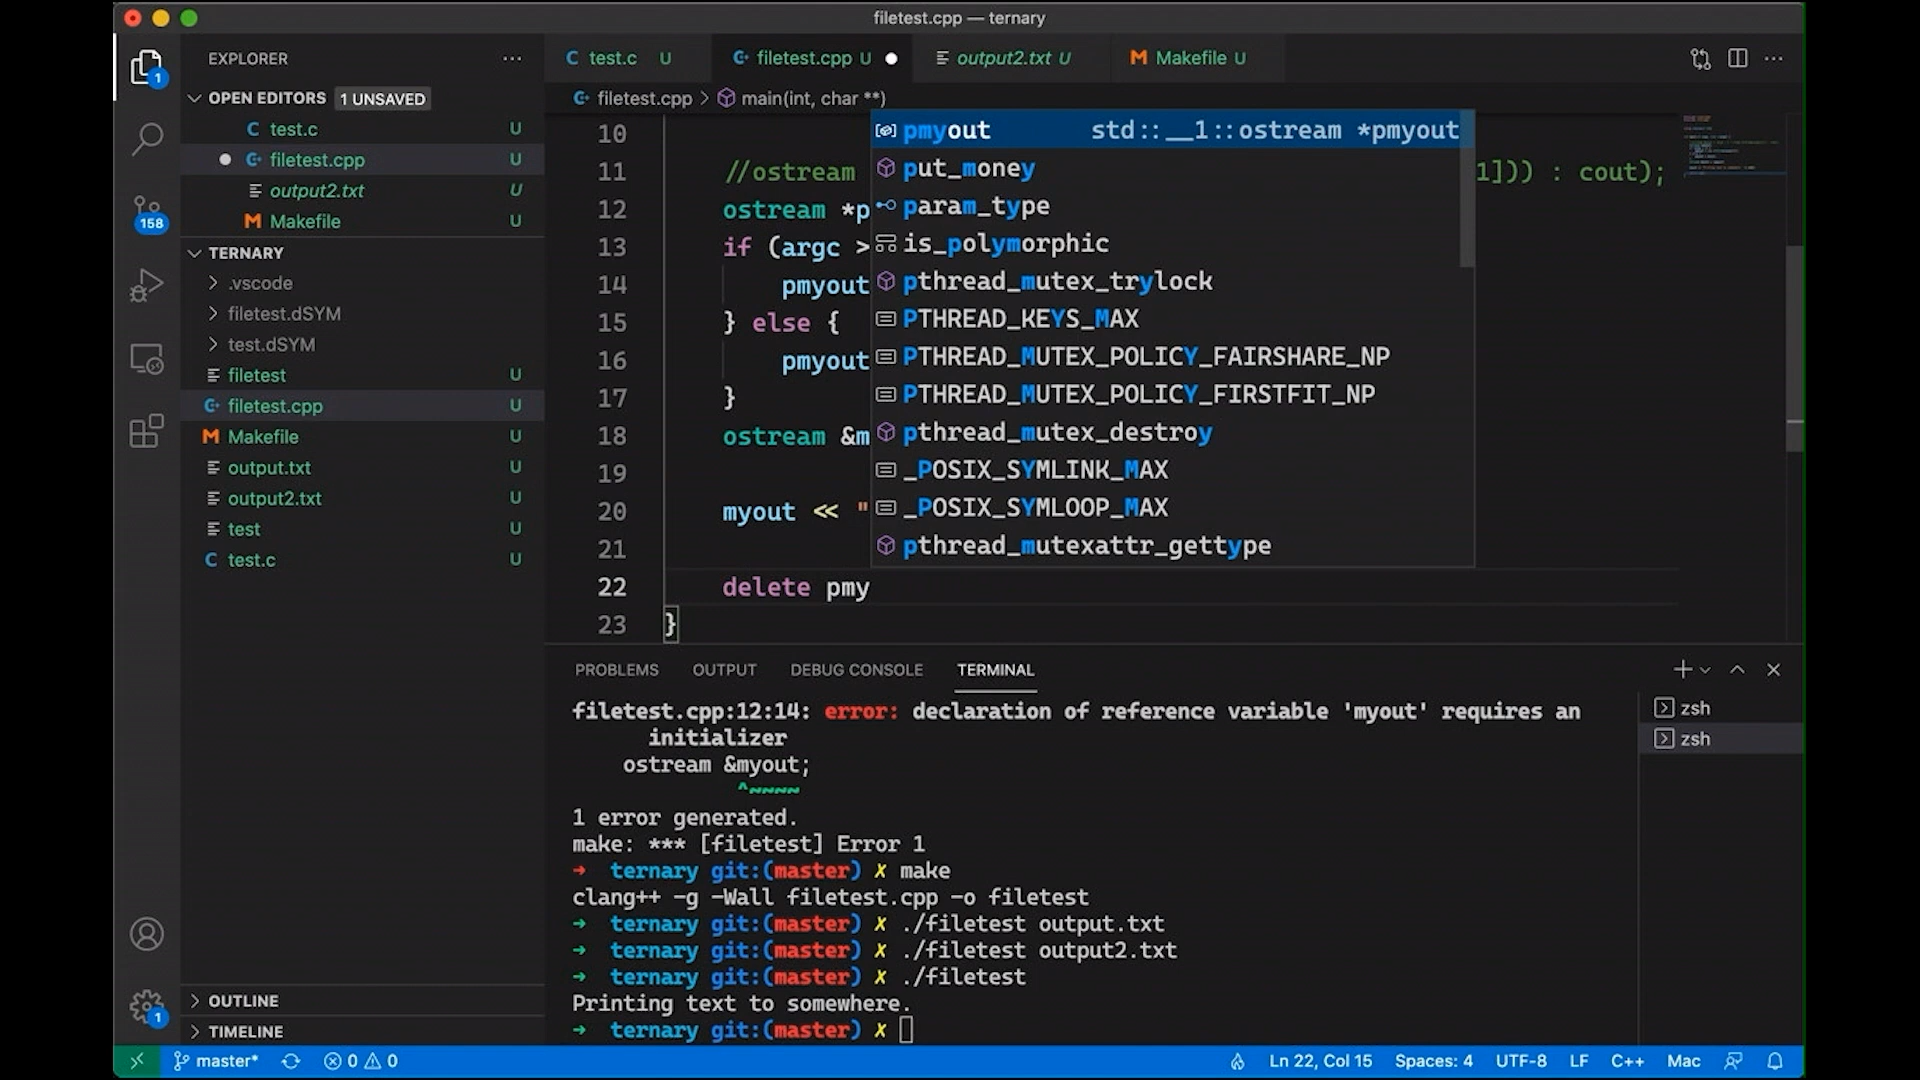 filetest.cpp — ternary
EXPLORER
OPEN EDITORS 1 UNSAVED
test.c U
filetest.cpp U
output2.txt U
Makefile U
TERNARY
.vscode
filetest.dSYM
test.dSYM
filetest U
filetest.cpp U
Makefile U
output.txt U
output2.txt U
test U
test.c U
OUTLINE
TIMELINE
1
158
1
test.c U filetest.cpp U output2.txt U Makefile U
filetest.cpp > main(int, char **)
10
11 //ostream 1])) : cout);
12 ostream *p
13 if (argc >
14 pmyout
15 } else {
16 pmyout
17 }
18 ostream &m
19
20 myout << "
21
22 delete pmy
23 }
pmyout std::__1::ostream *pmyout
put_money
param_type
is_polymorphic
pthread_mutex_trylock
PTHREAD_KEYS_MAX
PTHREAD_MUTEX_POLICY_FAIRSHARE_NP
PTHREAD_MUTEX_POLICY_FIRSTFIT_NP
pthread_mutex_destroy
_POSIX_SYMLINK_MAX
_POSIX_SYMLOOP_MAX
pthread_mutexattr_gettype
PROBLEMS OUTPUT DEBUG CONSOLE TERMINAL
filetest.cpp:12:14: error: declaration of reference variable 'myout' requires an
initializer
ostream &myout;
^~~~~
1 error generated.
make: *** [filetest] Error 1
→ ternary git:(master) ✗ make
clang++ -g -Wall filetest.cpp -o filetest
→ ternary git:(master) ✗ ./filetest output.txt
→ ternary git:(master) ✗ ./filetest output2.txt
→ ternary git:(master) ✗ ./filetest
Printing text to somewhere.
→ ternary git:(master) ✗
zsh
zsh
master* 0 0 Ln 22, Col 15 Spaces: 4 UTF-8 LF C++ Mac